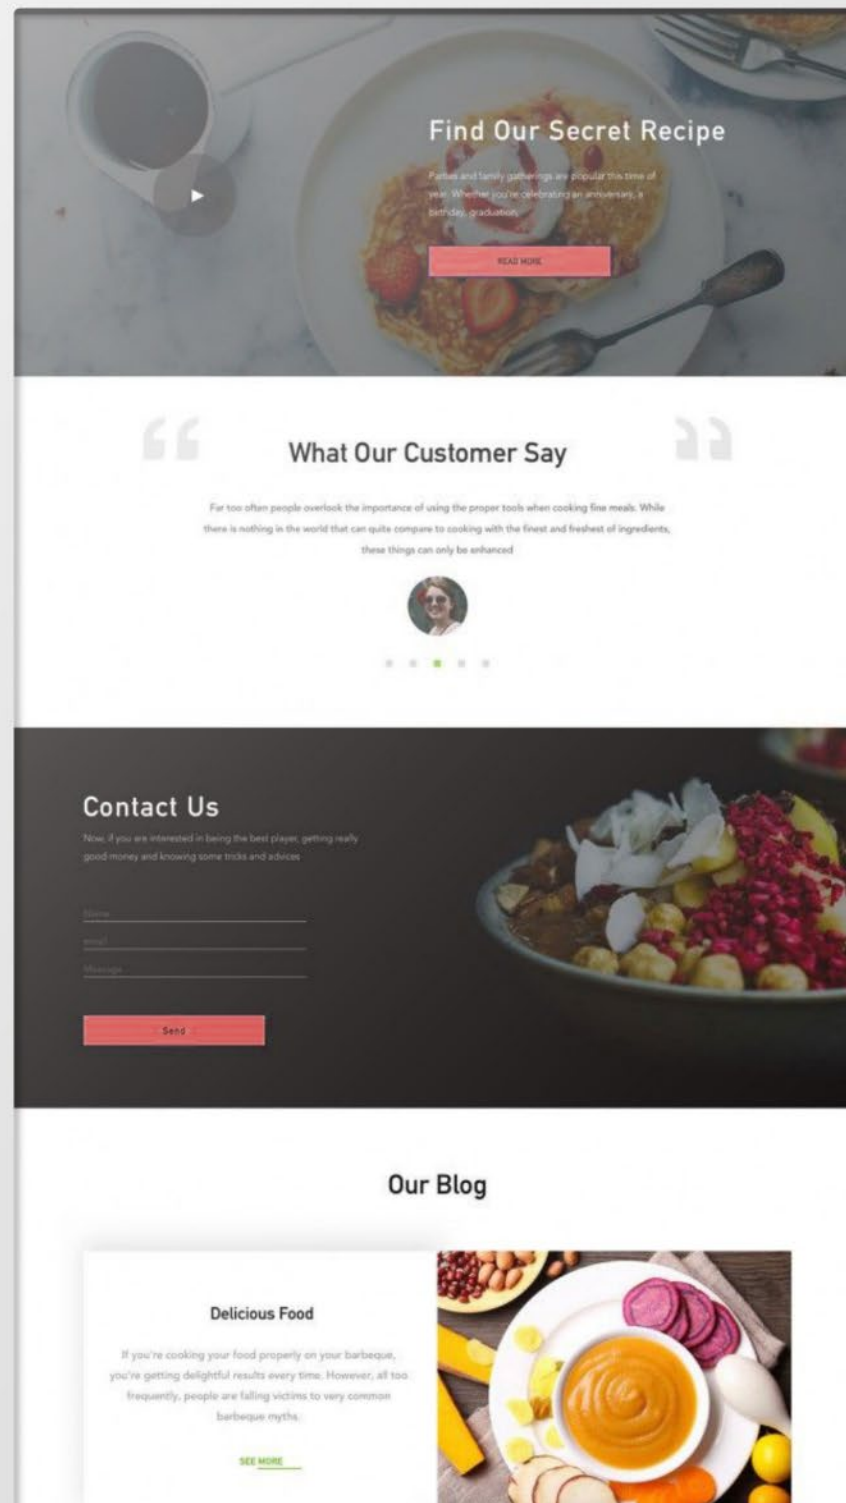 Find Our Secret Recipe
Parties and family gatherings are popular this time of
year. Whether you're celebrating an anniversary, a
birthday, graduation,
READ MORE
What Our Customer Say
Far too often people overlook the importance of using the proper tools when cooking fine meals. While
there is nothing in the world that can quite compare to cooking with the finest and freshest of ingredients,
these things can only be enhanced
Contact Us
Now, if you are interested in being the best player, getting really
good money and knowing some tricks and advices
Name
email
Message
Send
Our Blog
Delicious Food
If you're cooking your food properly on your barbeque,
you're getting delightful results every time. However, all too
frequently, people are falling victims to very common
barbeque myths.
SEE MORE